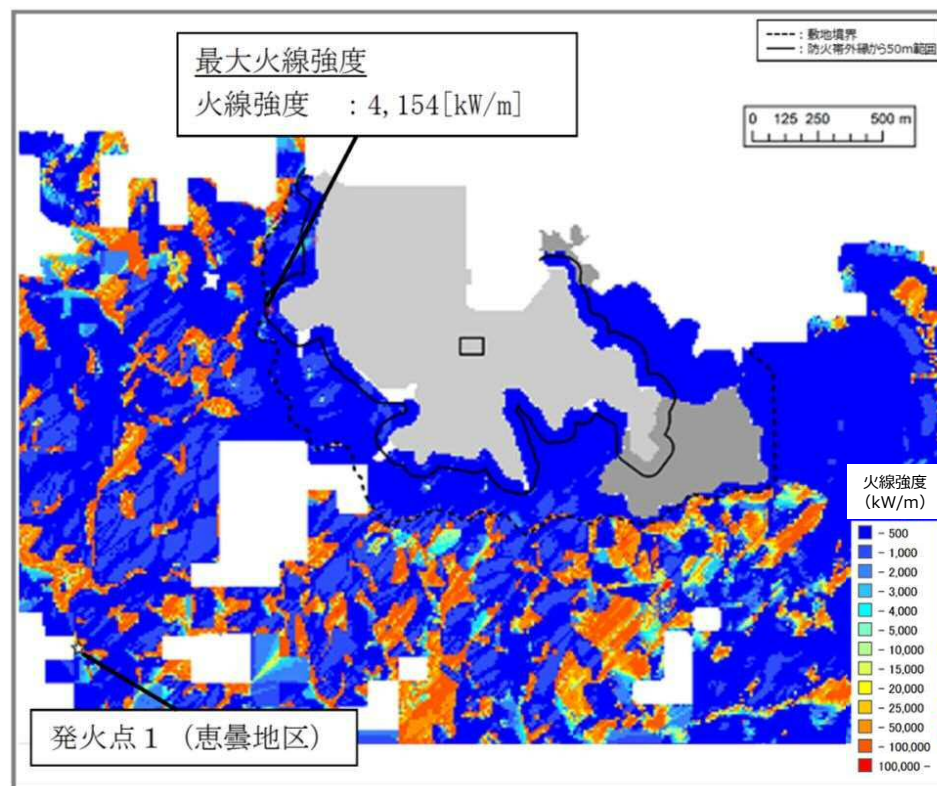 ---- : 敷地境界
── : 防火帯外縁から50m範囲
最大火線強度
火線強度 : 4,154[kW/m]
0 125 250 500 m
火線強度
(kW/m)
- 500
- 1,000
- 2,000
- 3,000
- 4,000
- 5,000
- 10,000
- 15,000
- 20,000
- 25,000
- 50,000
- 100,000
100,000 -
発火点1 (恵曇地区)